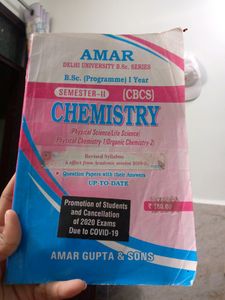 AMAR
DELHI UNIVERSITY B.Sc. SERIES
B.Sc. (Programme) I Year
SEMESTER-II (CBCS)
CHEMISTRY
(Physical Science/Life Science)
Physical Chemistry 1/Organic Chemistry 2)
Revised Syllabus
Question Papers with their Answers
UP-TO-DATE
Promotion of Students
and Cancellation
of 2020 Exams
Due to COVID-19
AMAR GUPTA & SONS